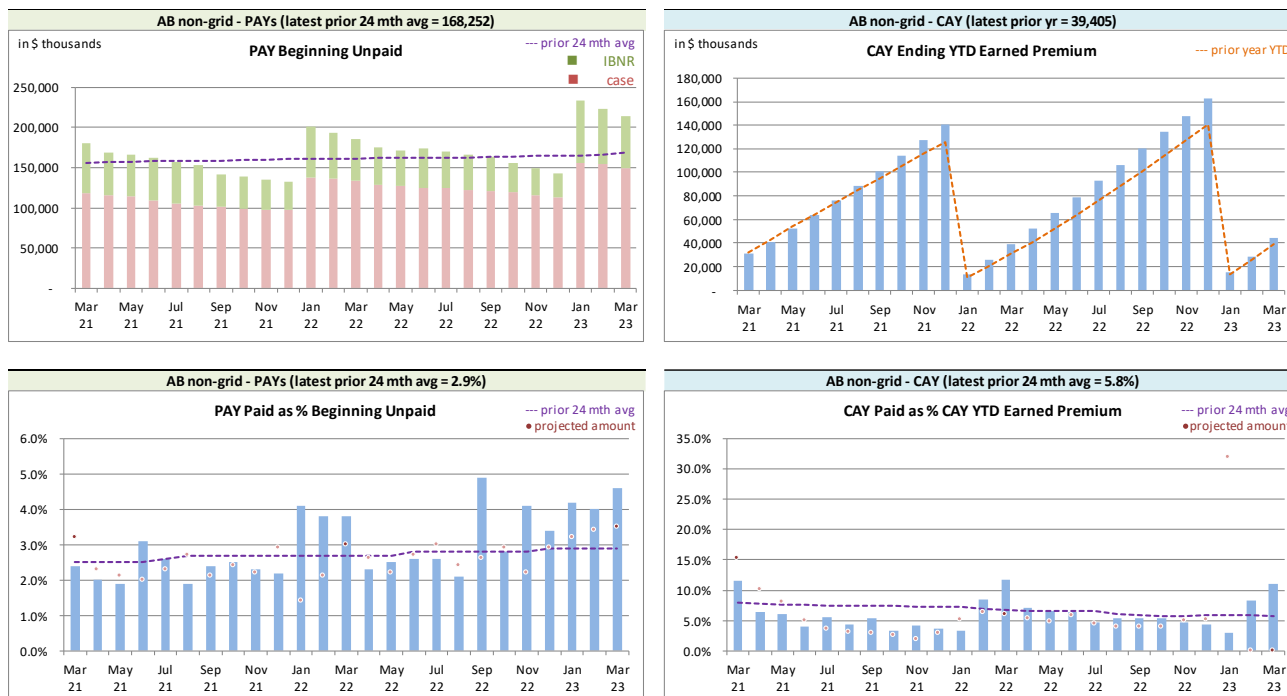 AB non-grid - PAYs (latest prior 24 mth avg = 168,252)
in $ thousands
PAY Beginning Unpaid
--- prior 24 mth avg
IBNR
case
250,000
200,000
150,000
100,000
50,000
-
Mar May Jul Sep Nov Jan Mar May Jul Sep Nov Jan Mar
21 21 21 21 21 22 22 22 22 22 22 23 23
AB non-grid - CAY (latest prior yr = 39,405)
in $ thousands
CAY Ending YTD Earned Premium
--- prior year YTD
180,000
160,000
140,000
120,000
100,000
80,000
60,000
40,000
20,000
-
Mar May Jul Sep Nov Jan Mar May Jul Sep Nov Jan Mar
21 21 21 21 21 22 22 22 22 22 22 23 23
AB non-grid - PAYs (latest prior 24 mth avg = 2.9%)
PAY Paid as % Beginning Unpaid
--- prior 24 mth avg
• projected amount
6.0%
5.0%
4.0%
3.0%
2.0%
1.0%
0.0%
Mar May Jul Sep Nov Jan Mar May Jul Sep Nov Jan Mar
21 21 21 21 21 22 22 22 22 22 22 23 23
AB non-grid - CAY (latest prior 24 mth avg = 5.8%)
CAY Paid as % CAY YTD Earned Premium
--- prior 24 mth avg
• projected amount
35.0%
30.0%
25.0%
20.0%
15.0%
10.0%
5.0%
0.0%
Mar May Jul Sep Nov Jan Mar May Jul Sep Nov Jan Mar
21 21 21 21 21 22 22 22 22 22 22 23 23